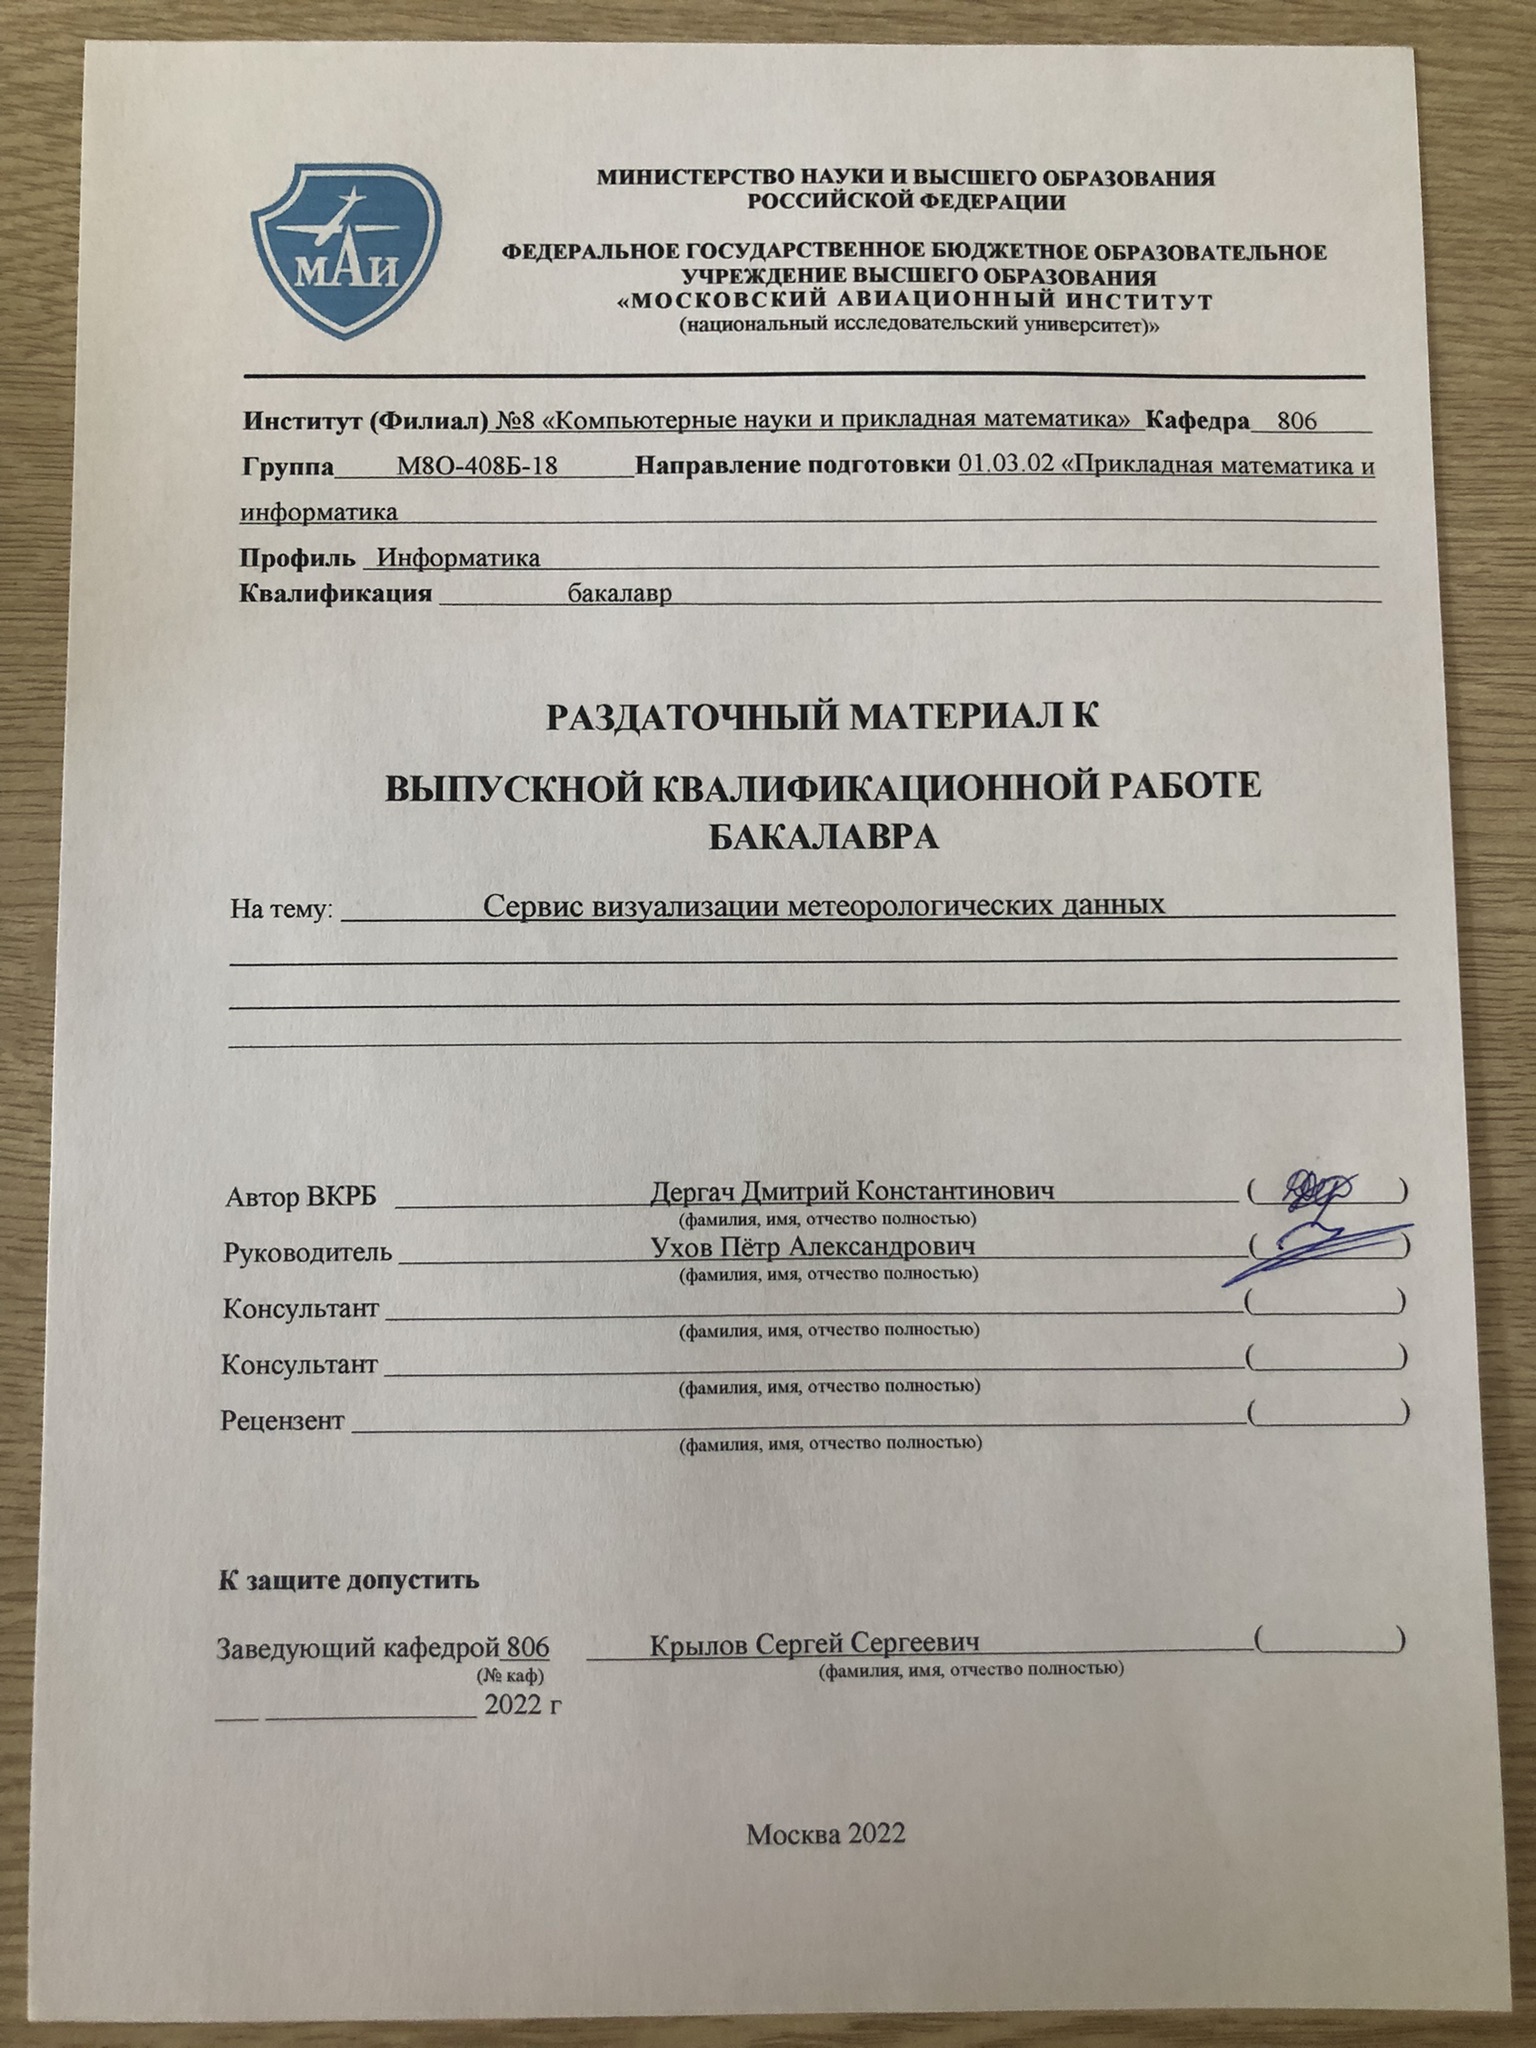 МАИ
МИНИСТЕРСТВО НАУКИ И ВЫСШЕГО ОБРАЗОВАНИЯ
РОССИЙСКОЙ ФЕДЕРАЦИИ
ФЕДЕРАЛЬНОЕ ГОСУДАРСТВЕННОЕ БЮДЖЕТНОЕ ОБРАЗОВАТЕЛЬНОЕ
УЧРЕЖДЕНИЕ ВЫСШЕГО ОБРАЗОВАНИЯ
«МОСКОВСКИЙ АВИАЦИОННЫЙ ИНСТИТУТ
(национальный исследовательский университет)»
Институт (Филиал) №8 «Компьютерные науки и прикладная математика» Кафедра 806
Группа М8О-408Б-18 Направление подготовки 01.03.02 «Прикладная математика и
информатика
Профиль Информатика
Квалификация бакалавр
РАЗДАТОЧНЫЙ МАТЕРИАЛ К
ВЫПУСКНОЙ КВАЛИФИКАЦИОННОЙ РАБОТЕ
БАКАЛАВРА
На тему: Сервис визуализации метеорологических данных
Автор ВКРБ Дергач Дмитрий Константинович ( )
(фамилия, имя, отчество полностью)
Руководитель Ухов Пётр Александрович ( )
(фамилия, имя, отчество полностью)
Консультант ( )
(фамилия, имя, отчество полностью)
Консультант ( )
(фамилия, имя, отчество полностью)
Рецензент ( )
(фамилия, имя, отчество полностью)
К защите допустить
Заведующий кафедрой 806 Крылов Сергей Сергеевич ( )
(№ каф) (фамилия, имя, отчество полностью)
2022 г
Москва 2022